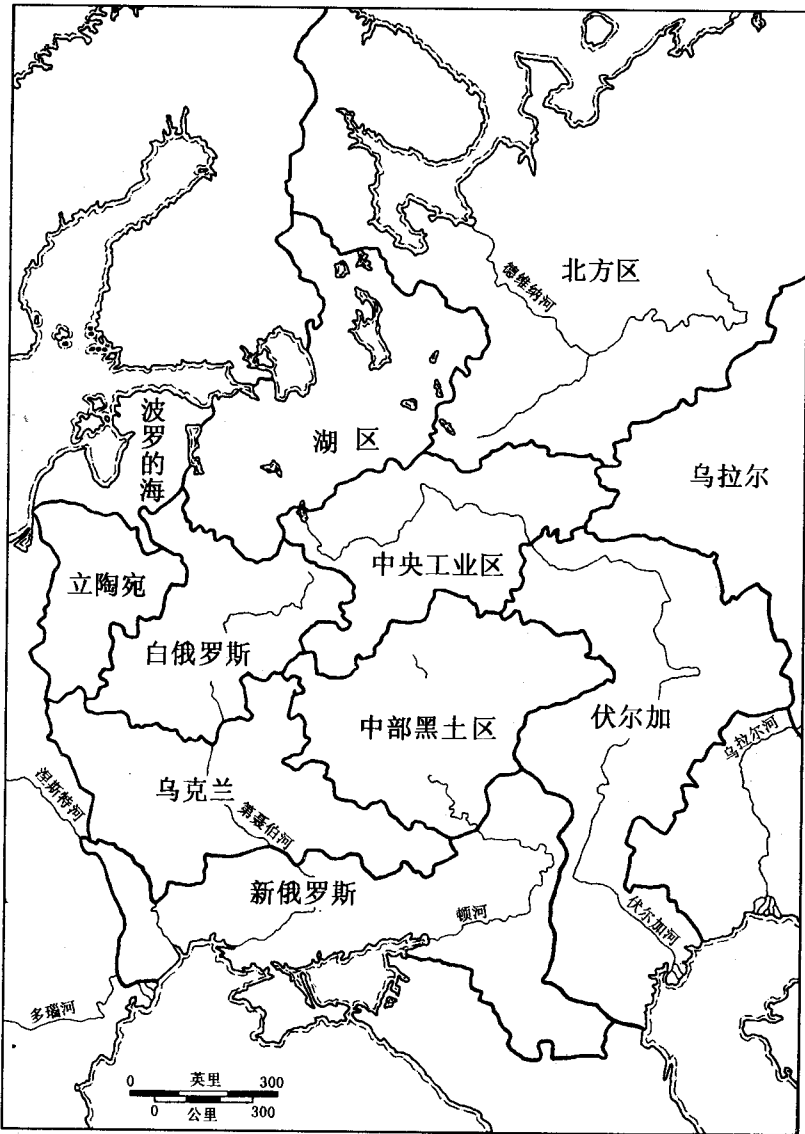 北方区
德维纳河
波罗的海
湖区
乌拉尔
中央工业区
立陶宛
白俄罗斯
中部黑土区
伏尔加
乌拉尔河
涅斯特河
乌克兰
第聂伯河
新俄罗斯
顿河
伏尔加河
多瑙河
0 英里 300
0 公里 300